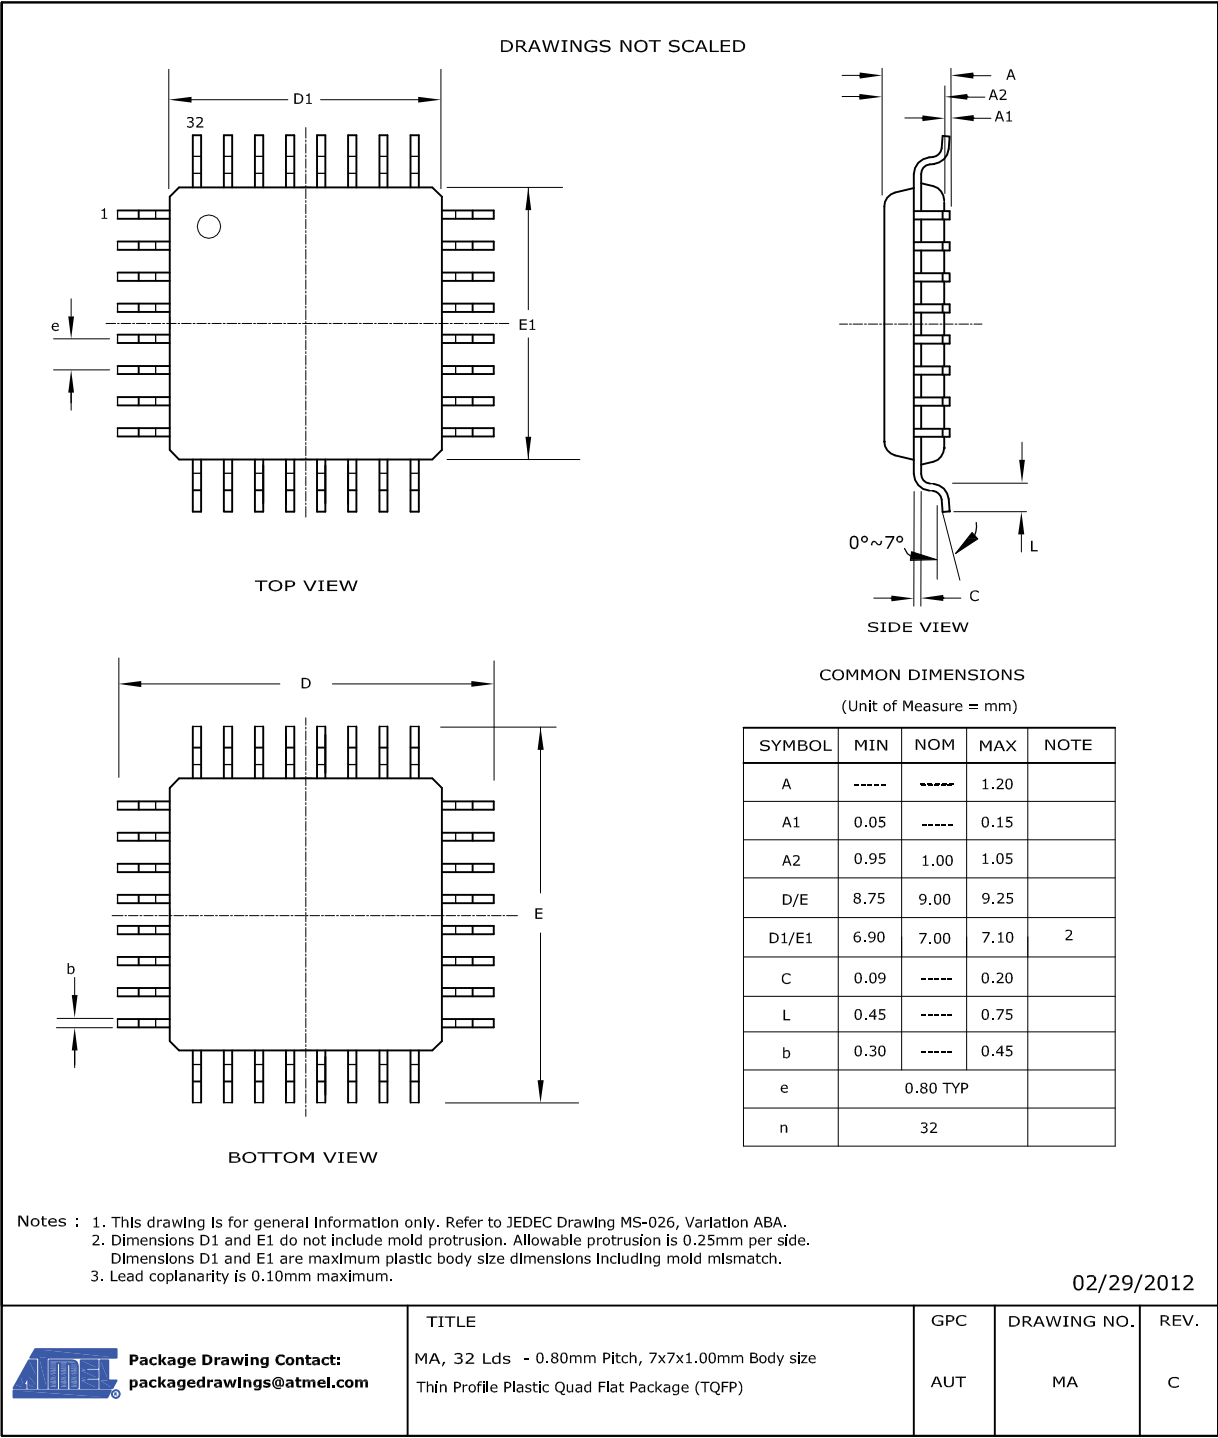 DRAWINGS NOT SCALED
D1
32
1
e
E1
TOP VIEW
A
A2
A1
0°~7°
L
C
SIDE VIEW
D
E
b
BOTTOM VIEW
COMMON DIMENSIONS
(Unit of Measure = mm)
SYMBOL MIN NOM MAX NOTE
A ----- ----- 1.20
A1 0.05 ----- 0.15
A2 0.95 1.00 1.05
D/E 8.75 9.00 9.25
D1/E1 6.90 7.00 7.10 2
C 0.09 ----- 0.20
L 0.45 ----- 0.75
b 0.30 ----- 0.45
e 0.80 TYP
n 32
Notes : 1. This drawing is for general information only. Refer to JEDEC Drawing MS-026, Variation ABA.
2. Dimensions D1 and E1 do not include mold protrusion. Allowable protrusion is 0.25mm per side.
Dimensions D1 and E1 are maximum plastic body size dimensions including mold mismatch.
3. Lead coplanarity is 0.10mm maximum.
02/29/2012
ATMEL ®
Package Drawing Contact:
packagedrawings@atmel.com
TITLE
MA, 32 Lds - 0.80mm Pitch, 7x7x1.00mm Body size
Thin Profile Plastic Quad Flat Package (TQFP)
GPC
AUT
DRAWING NO.
MA
REV.
C